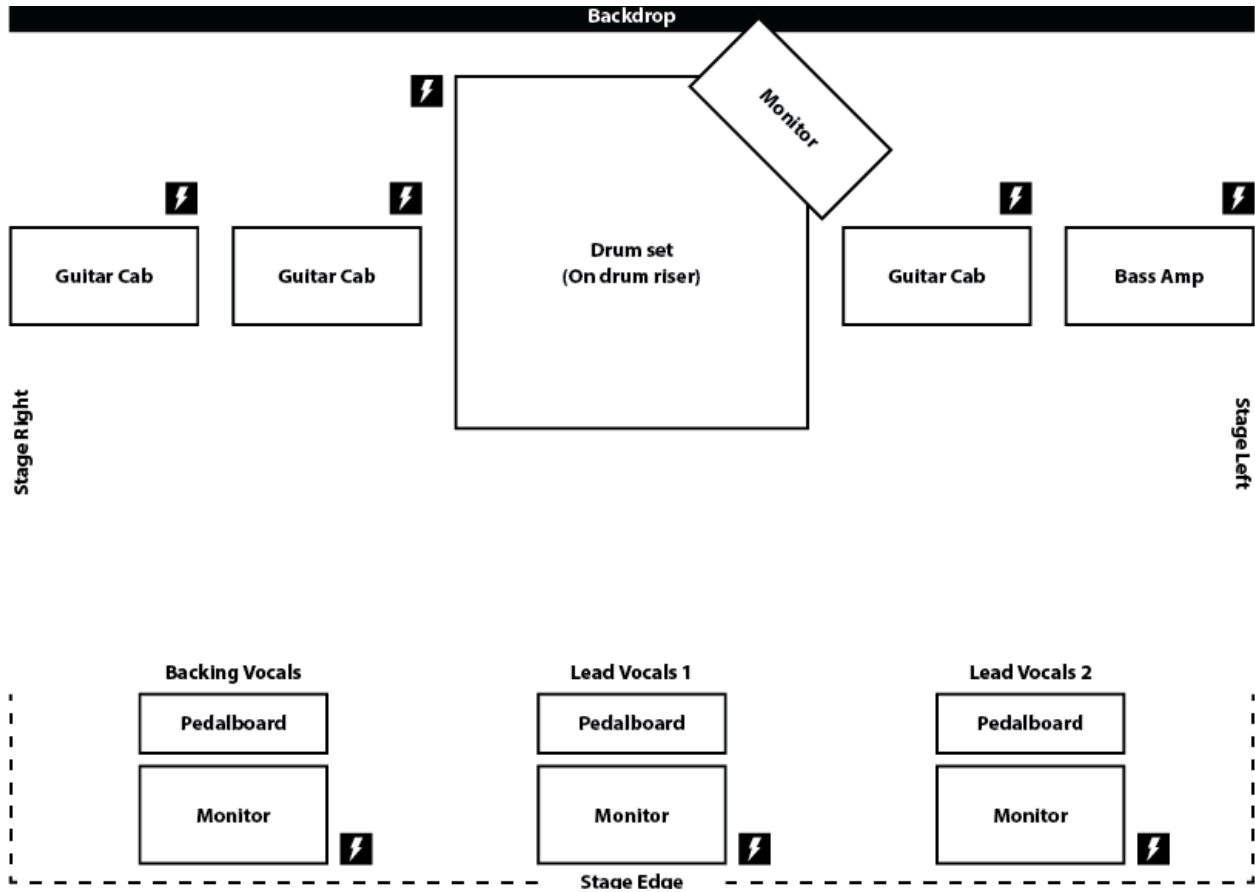 Backdrop
Monitor
Guitar Cab
Guitar Cab
Drum set
(On drum riser)
Guitar Cab
Bass Amp
Stage Right
Stage Left
Backing Vocals
Lead Vocals 1
Lead Vocals 2
Pedalboard
Pedalboard
Pedalboard
Monitor
Monitor
Monitor
Stage Edge